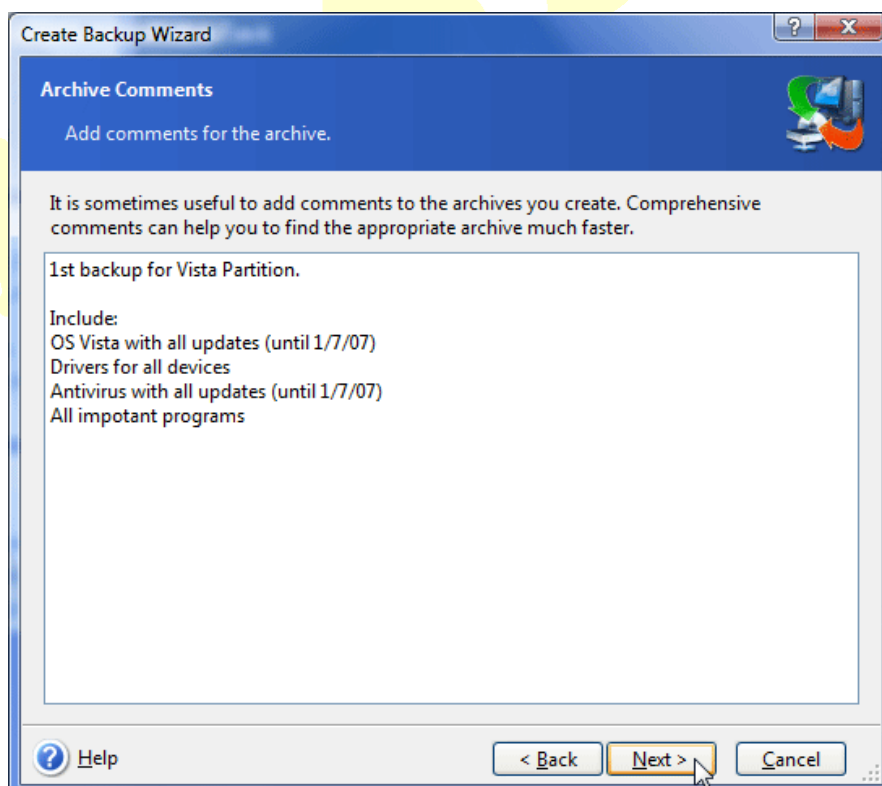 Create Backup Wizard
Archive Comments
Add comments for the archive.
It is sometimes useful to add comments to the archives you create. Comprehensive
comments can help you to find the appropriate archive much faster.
1st backup for Vista Partition.
Include:
OS Vista with all updates (until 1/7/07)
Drivers for all devices
Antivirus with all updates (until 1/7/07)
All impotant programs
Help
< Back
Next >
Cancel